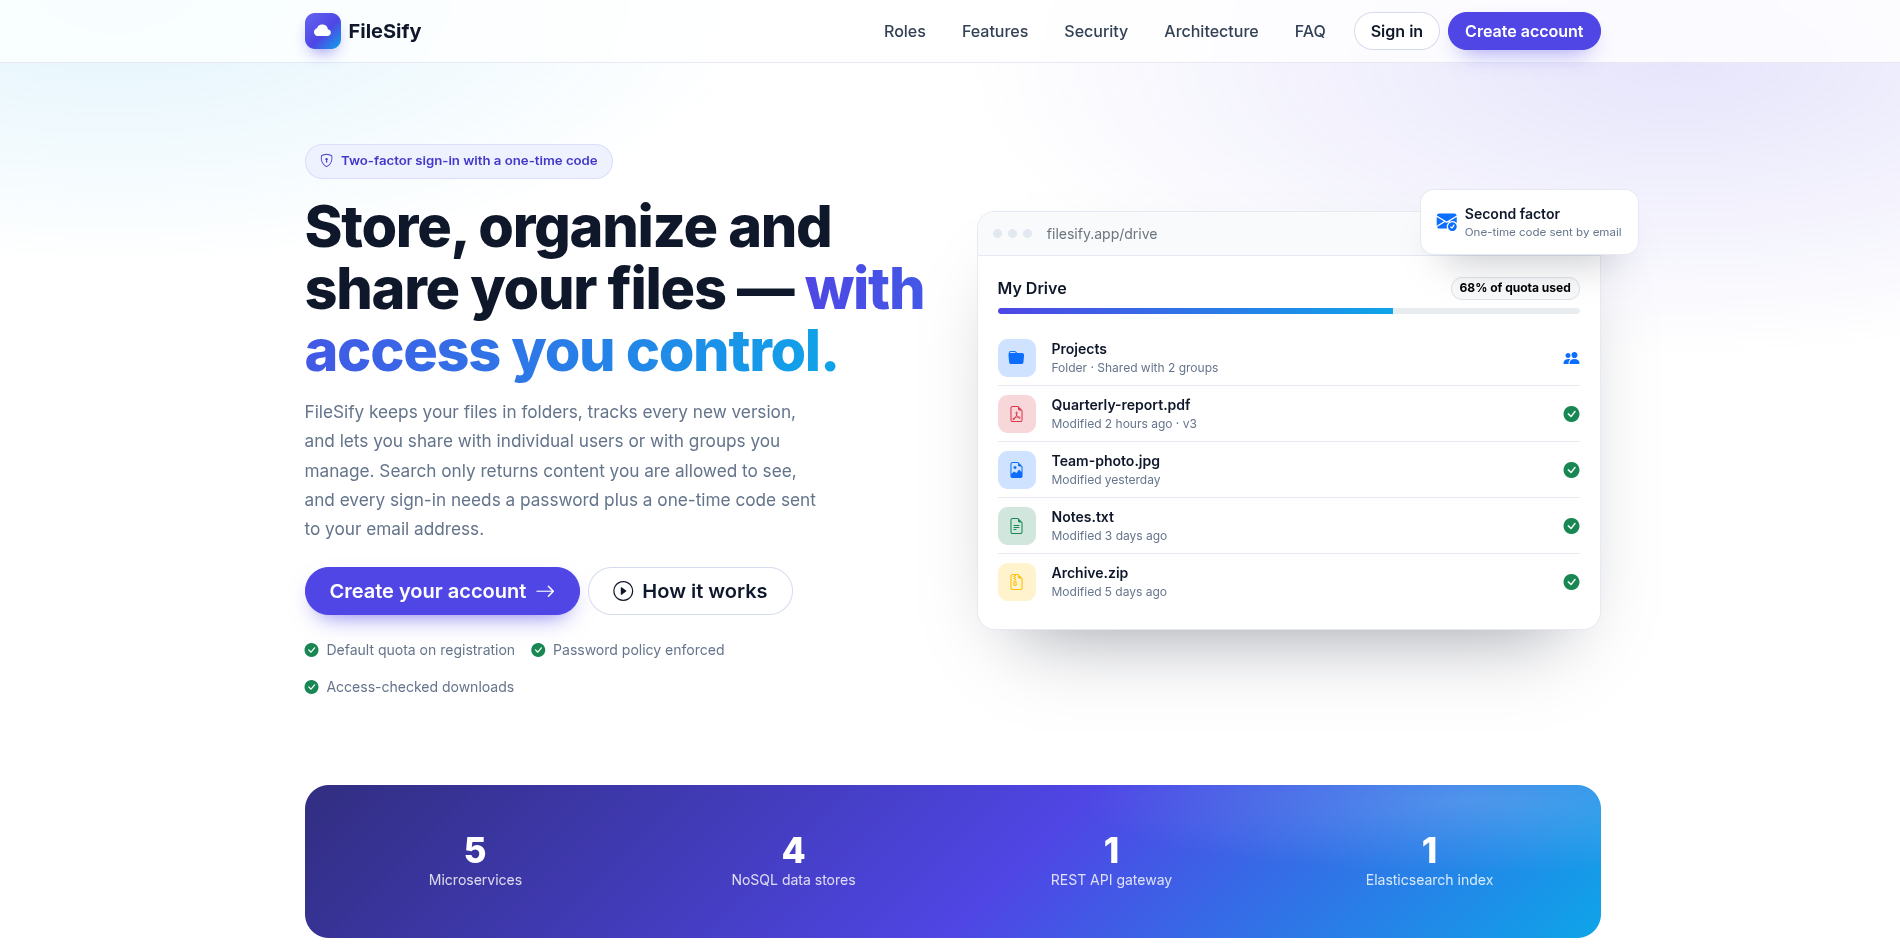 FileSify
Roles
Features
Security
Architecture
FAQ
Sign in
Create account
Two-factor sign-in with a one-time code
Store, organize and
share your files — with
access you control.
FileSify keeps your files in folders, tracks every new version,
and lets you share with individual users or with groups you
manage. Search only returns content you are allowed to see,
and every sign-in needs a password plus a one-time code sent
to your email address.
Create your account
How it works
Default quota on registration
Password policy enforced
Access-checked downloads
Second factor
One-time code sent by email
filesify.app/drive
My Drive
68% of quota used
Projects
Folder · Shared with 2 groups
Quarterly-report.pdf
Modified 2 hours ago · v3
Team-photo.jpg
Modified yesterday
Notes.txt
Modified 3 days ago
Archive.zip
Modified 5 days ago
5
Microservices
4
NoSQL data stores
1
REST API gateway
1
Elasticsearch index